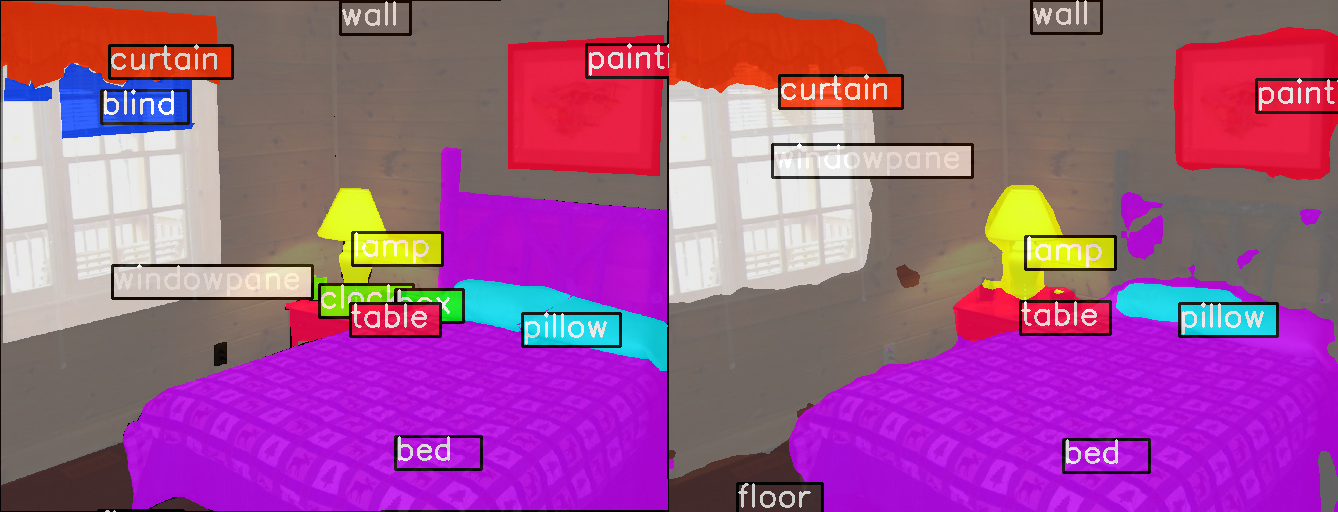 wall
curtain
blind
painti
lamp
windowpane
clock
box
table
pillow
bed
wall
curtain
paint
windowpane
lamp
table
pillow
bed
floor